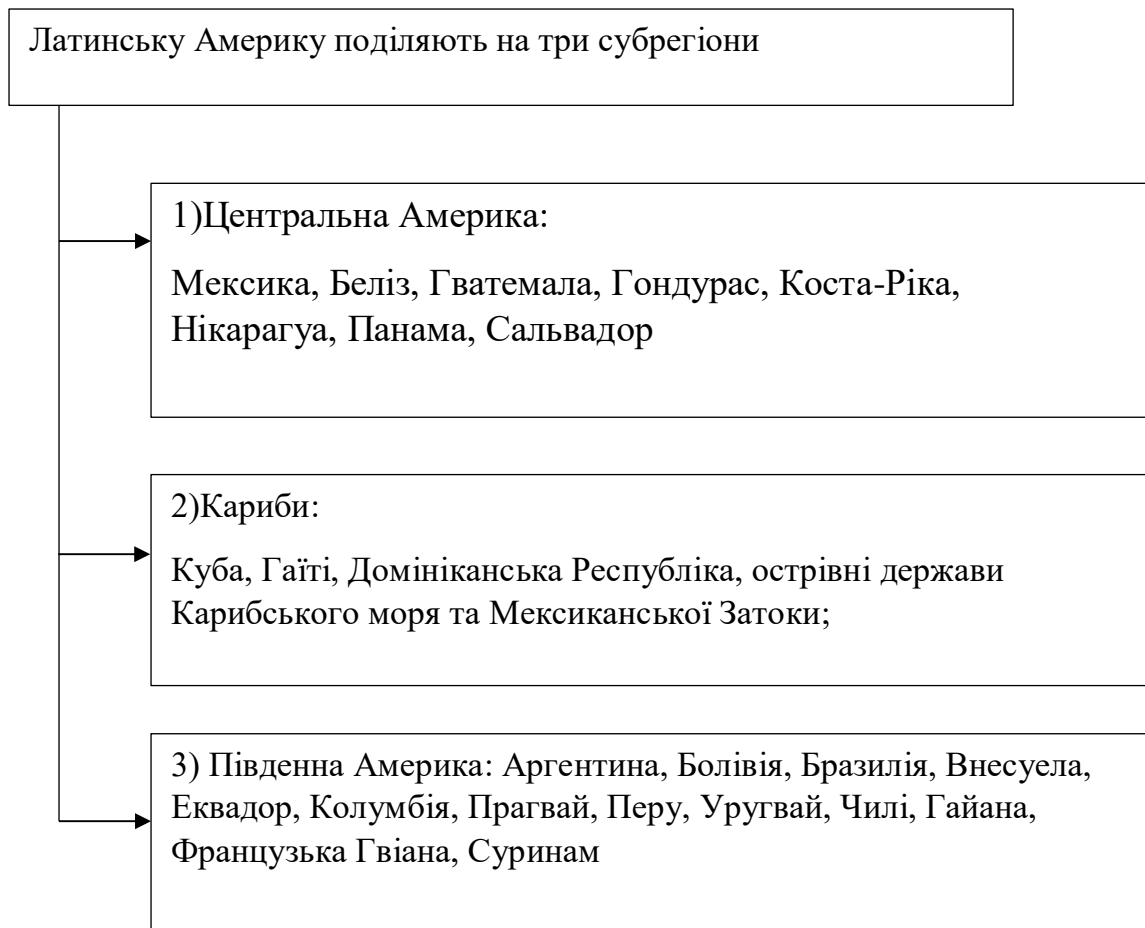 Латинську Америку поділяють на три субрегіони
1)Центральна Америка:
Мексика, Беліз, Гватемала, Гондурас, Коста-Ріка,
Нікарагуа, Панама, Сальвадор
2)Кариби:
Куба, Гаїті, Домініканська Республіка, острівні держави
Карибського моря та Мексиканської Затоки;
3) Південна Америка: Аргентина, Болівія, Бразилія, Внесуела,
Еквадор, Колумбія, Прагвай, Перу, Уругвай, Чилі, Гайана,
Французька Гвіана, Суринам